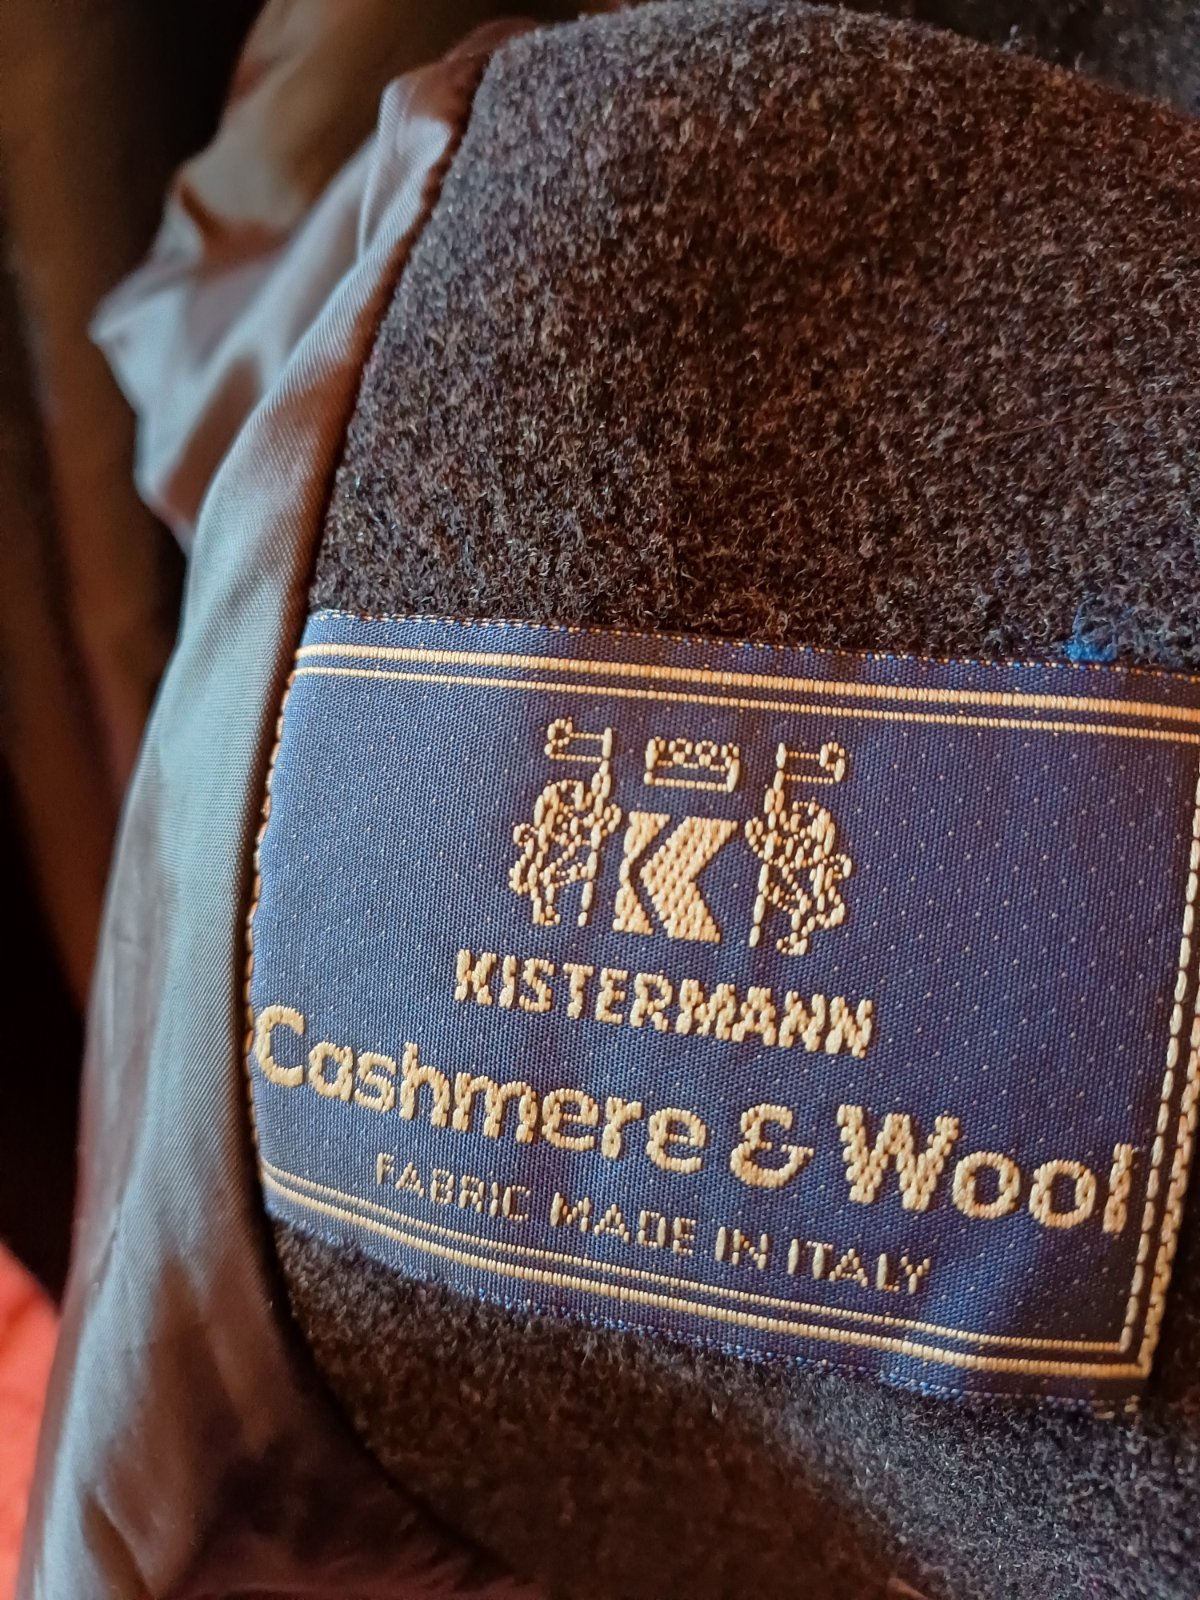 K
KISTERMANN
Cashmere & Wool
FABRIC MADE IN ITALY